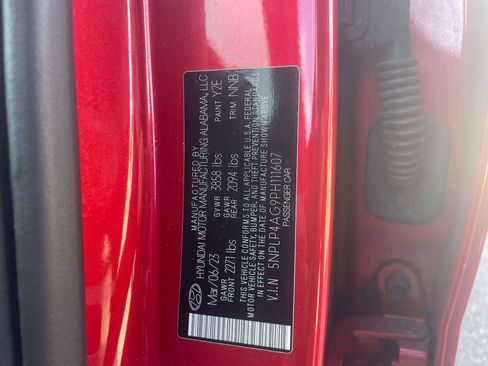 MANUFACTURED BY
HYUNDAI MOTOR MANUFACTURING ALABAMA, LLC
Mar/06/23 GVWR 3858 lbs PAINT Y2E
GAWR FRONT 2271 lbs GAWR REAR 2094 lbs TRIM NNB
THIS VEHICLE CONFORMS TO ALL APPLICABLE U.S.A. FEDERAL
MOTOR VEHICLE SAFETY, BUMPER, AND THEFT PREVENTION STANDARDS
IN EFFECT ON THE DATE OF MANUFACTURE SHOWN ABOVE
V.I.N 5NPLP4AG9PH111607
PASSENGER CAR